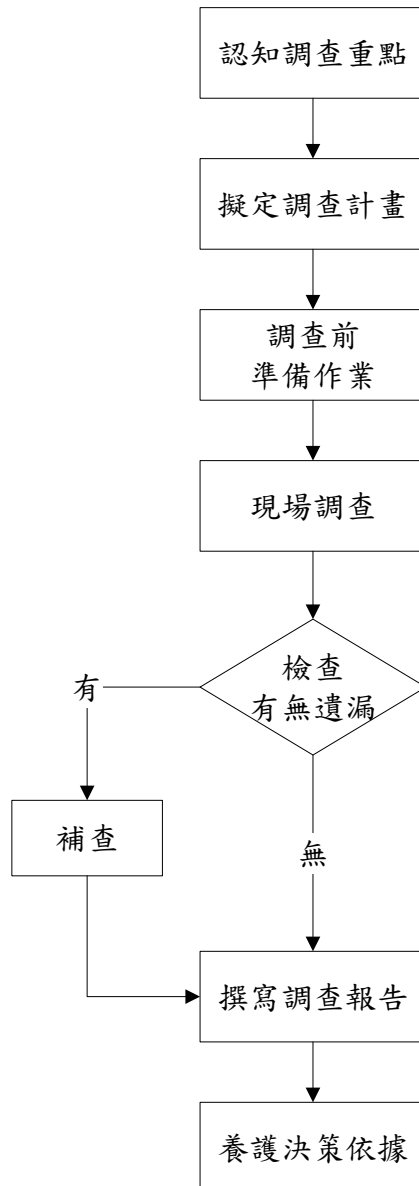 認知調查重點
擬定調查計畫
調查前
準備作業
現場調查
檢查
有無遺漏
有
補查
無
撰寫調查報告
養護決策依據